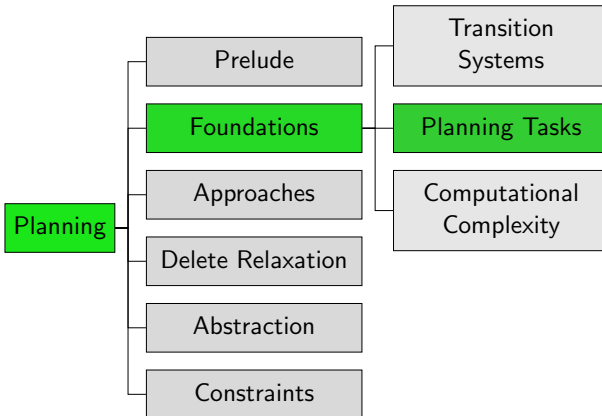 Planning
Prelude
Foundations
Approaches
Delete Relaxation
Abstraction
Constraints
Transition
Systems
Planning Tasks
Computational
Complexity